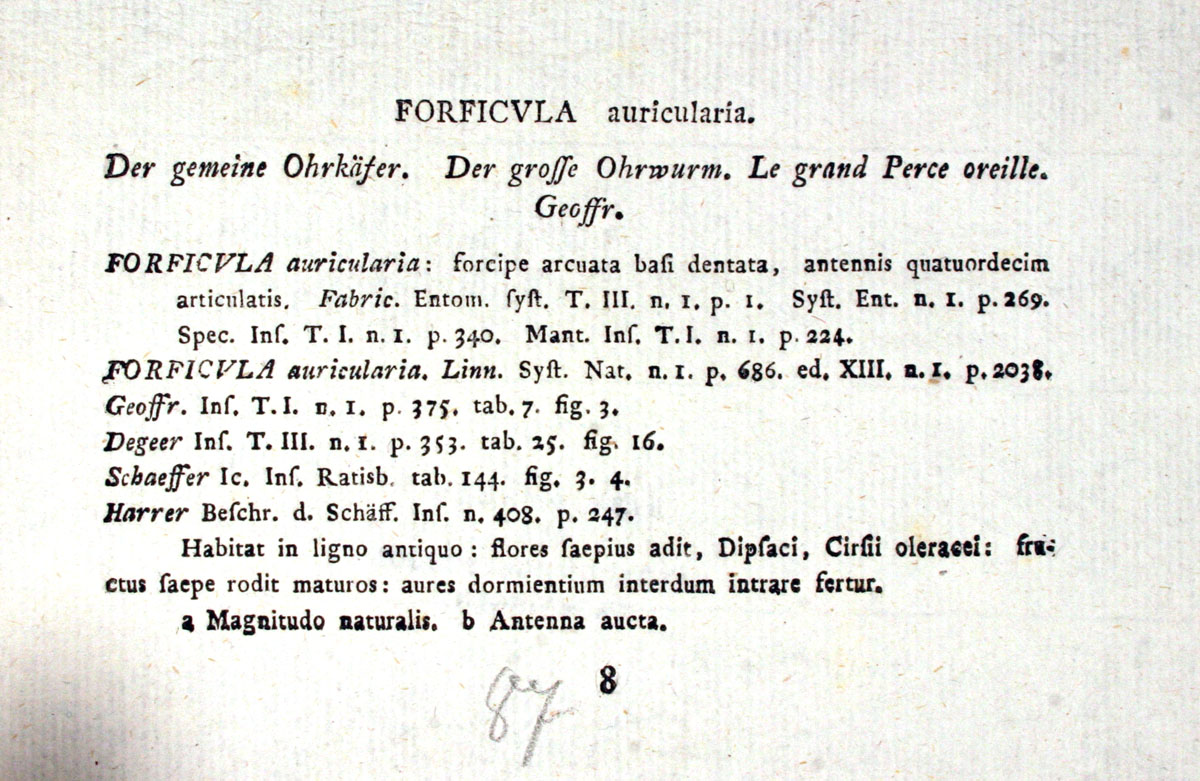 FORFICVLA auricularia.
Der gemeine Ohrkäfer. Der groſſe Ohrwurm. Le grand Perce oreille.
Geoffr.
FORFICVLA auricularia: forcipe arcuata baſi dentata, antennis quatuordecim
articulatis. Fabric. Entom. ſyſt. T. III. n. 1. p. 1. Syſt. Ent. n. 1. p. 269.
Spec. Inſ. T. I. n. 1. p. 340. Mant. Inſ. T. I. n. 1. p. 224.
FORFICVLA auricularia. Linn. Syſt. Nat. n. 1. p. 686. ed. XIII. n. 1. p. 2038.
Geoffr. Inſ. T. I. n. 1. p. 375. tab. 7. fig. 3.
Degeer Inſ. T. III. n. 1. p. 353. tab. 25. fig. 16.
Schaeffer Ic. Inſ. Ratisb. tab. 144. fig. 3. 4.
Harrer Beſchr. d. Schäff. Inſ. n. 408. p. 247.
Habitat in ligno antiquo: flores ſaepius adit, Dipſaci, Cirſii oleracei: fru-
ctus ſaepe rodit maturos: aures dormientium interdum intrare fertur.
a Magnitudo naturalis. b Antenna aucta.
8
87